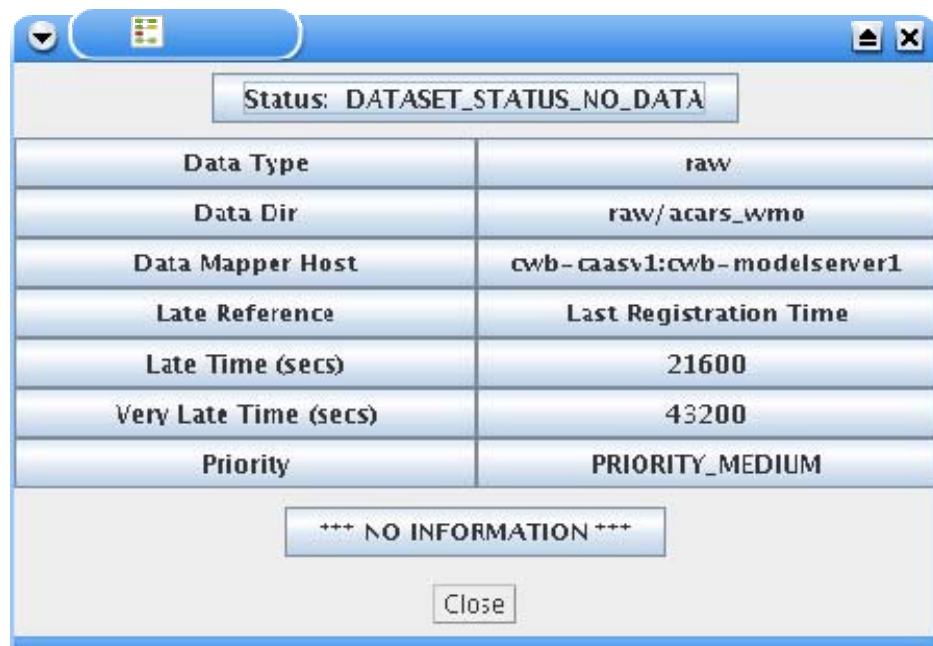 Status: DATASET_STATUS_NO_DATA
Data Type raw
Data Dir raw/acars_wmo
Data Mapper Host cwb-caasv1:cwb-modelserver1
Late Reference Last Registration Time
Late Time (secs) 21600
Very Late Time (secs) 43200
Priority PRIORITY_MEDIUM
*** NO INFORMATION ***
Close